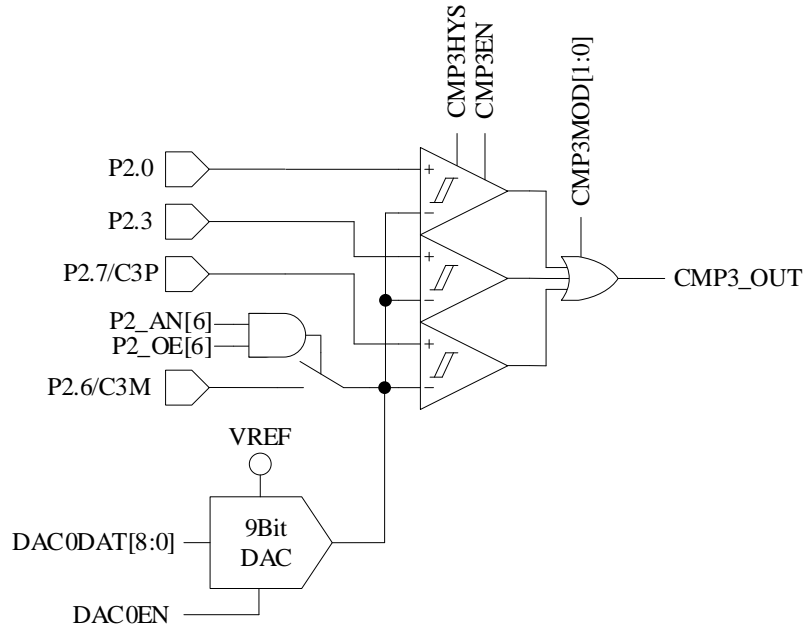 CMP3HYS
CMP3EN
CMP3MOD[1:0]
P2.0
+
−
P2.3
+
−
P2.7/C3P
+
−
CMP3_OUT
P2_AN[6]
P2_OE[6]
P2.6/C3M
VREF
DAC0DAT[8:0]
9Bit
DAC
DAC0EN